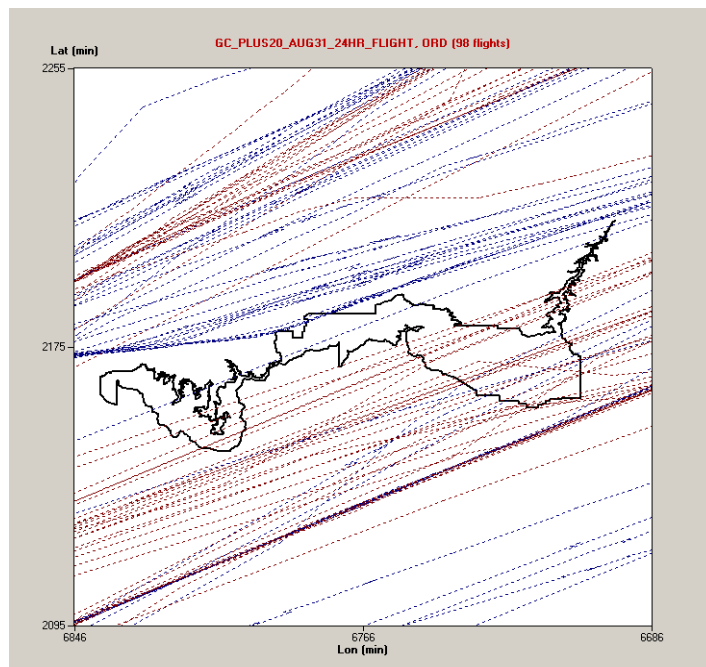 GC_PLUS20_AUG31_24HR_FLIGHT, ORD (98 flights)
Lat (min)
2255
2175
2095
6846 6766 6686
Lon (min)